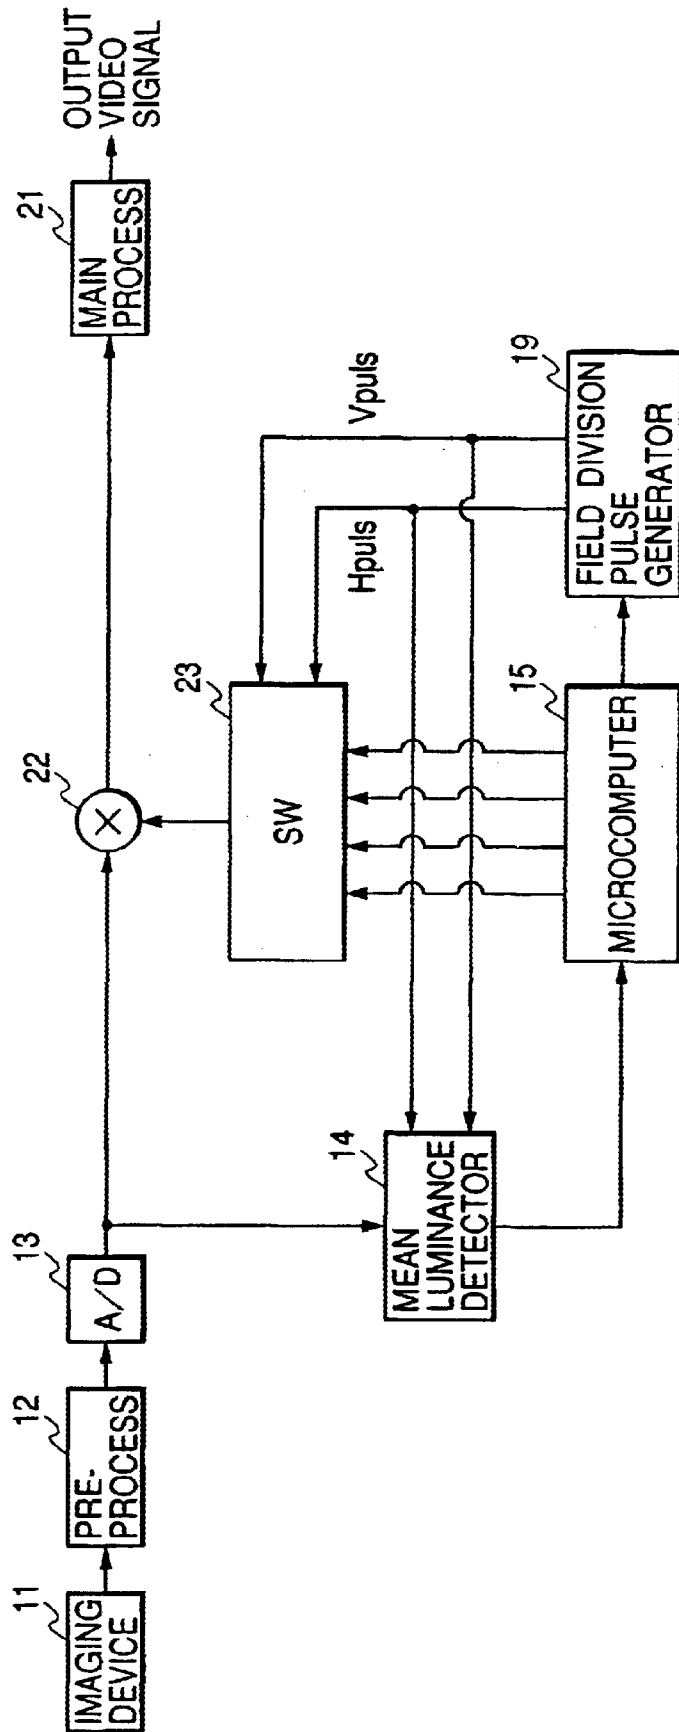 11
IMAGING
DEVICE
12
PRE-
PROCESS
13
A/D
22
×
21
MAIN
PROCESS
OUTPUT
VIDEO
SIGNAL
14
MEAN
LUMINANCE
DETECTOR
23
SW
Hpuls
Vpuls
15
MICROCOMPUTER
19
FIELD DIVISION
PULSE
GENERATOR